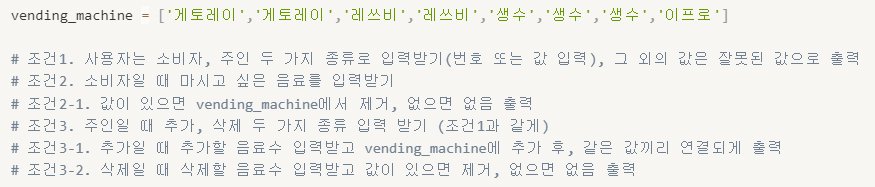 vending_machine = ['게토레이','게토레이','레쓰비','레쓰비','생수','생수','생수','이프로']
# 조건1. 사용자는 소비자, 주인 두 가지 종류로 입력받기(번호 또는 값 입력), 그 외의 값은 잘못된 값으로 출력
# 조건2. 소비자일 때 마시고 싶은 음료를 입력받기
# 조건2-1. 값이 있으면 vending_machine에서 제거, 없으면 없음 출력
# 조건3. 주인일 때 추가, 삭제 두 가지 종류 입력 받기 (조건1과 같게)
# 조건3-1. 추가일 때 추가할 음료수 입력받고 vending_machine에 추가 후, 같은 값끼리 연결되게 출력
# 조건3-2. 삭제일 때 삭제할 음료수 입력받고 값이 있으면 제거, 없으면 없음 출력